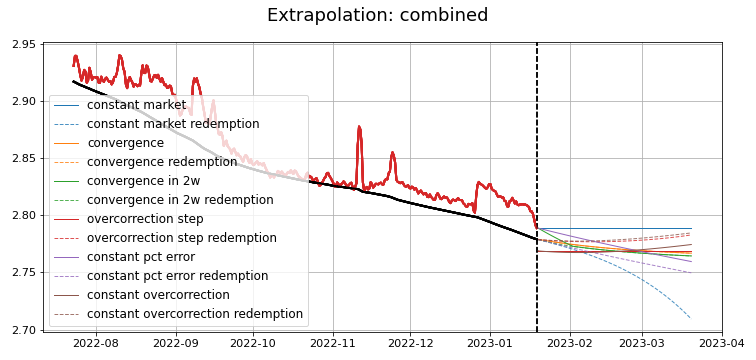 Extrapolation: combined
2.95
2.90
2.85
2.80
2.75
2.70
constant market
constant market redemption
convergence
convergence redemption
convergence in 2w
convergence in 2w redemption
overcorrection step
overcorrection step redemption
constant pct error
constant pct error redemption
constant overcorrection
constant overcorrection redemption
2022-08 2022-09 2022-10 2022-11 2022-12 2023-01 2023-02 2023-03 2023-04